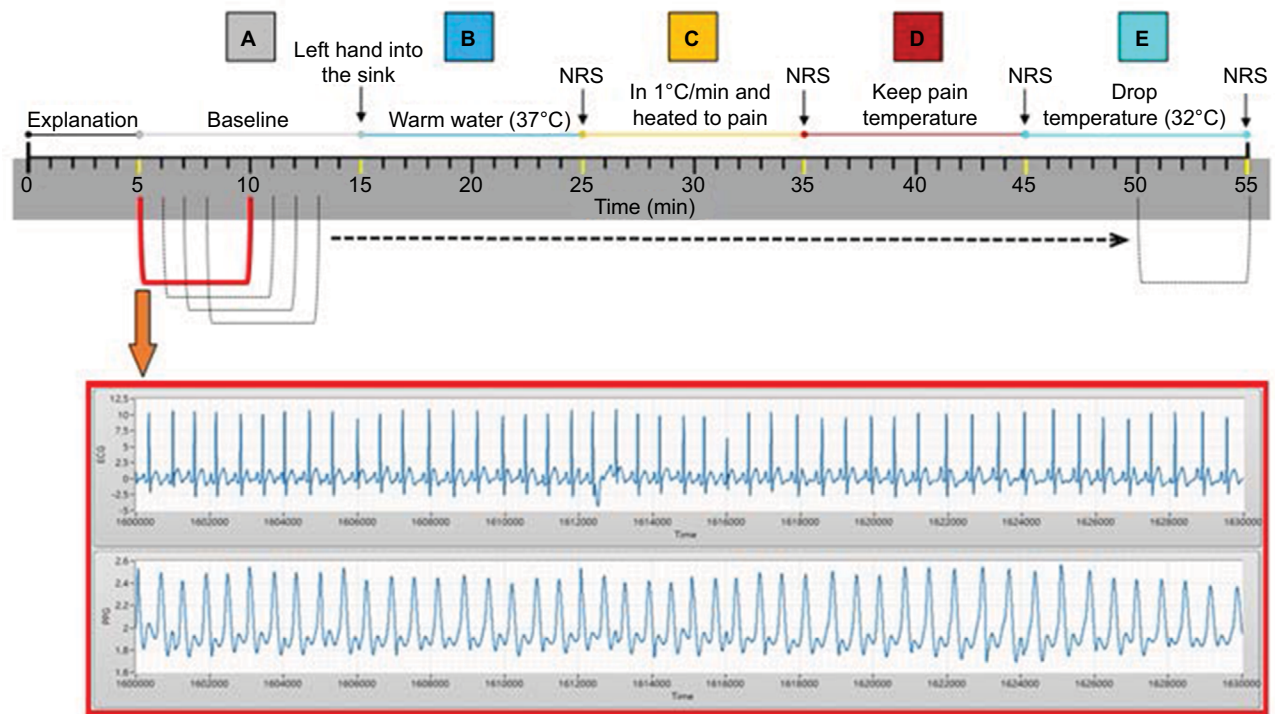 A
B
C
D
E
Left hand into
the sink
NRS
NRS
NRS
NRS
Explanation
Baseline
Warm water (37°C)
In 1°C/min and
heated to pain
Keep pain
temperature
Drop
temperature (32°C)
0 5 10 15 20 25 30 35 40 45 50 55
Time (min)
12.5
10
7.5
5
2.5
0
-2.5
-5
ECG
1600000 1602000 1604000 1606000 1608000 1610000 1612000 1614000 1616000 1618000 1620000 1622000 1624000 1626000 1628000 1630000
Time
2.6
2.4
2.2
2
1.8
1.6
PPG
1600000 1602000 1604000 1606000 1608000 1610000 1612000 1614000 1616000 1618000 1620000 1622000 1624000 1626000 1628000 1630000
Time